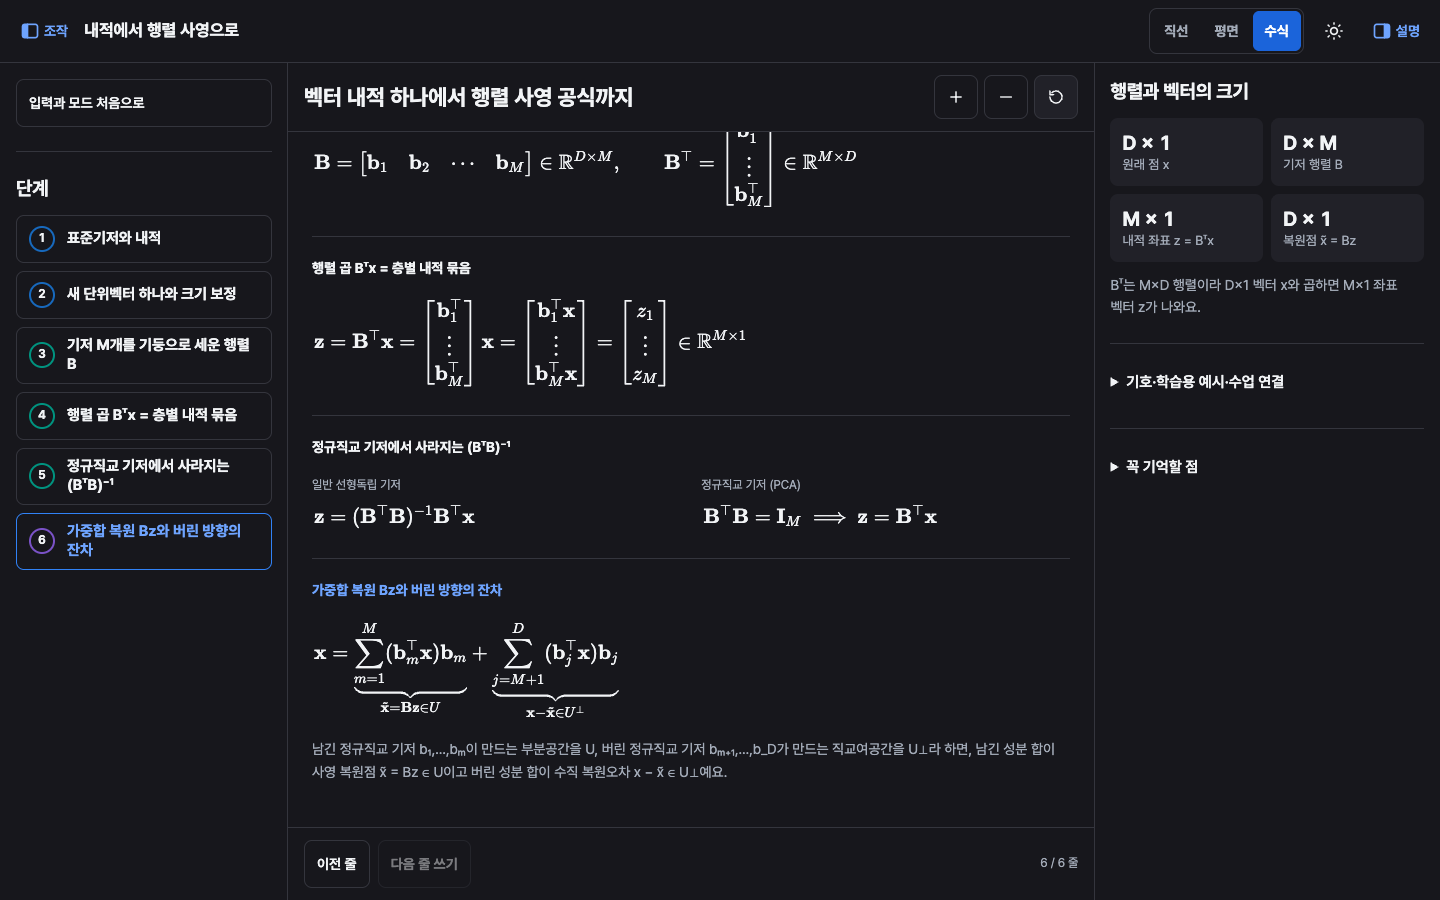 조작 내적에서 행렬 사영으로 직선 평면 수식 설명
입력과 모드 처음으로
단계
1 표준기저와 내적
2 새 단위벡터 하나와 크기 보정
3 기저 M개를 기둥으로 세운 행렬
B
4 행렬 곱 Bᵀx = 층별 내적 묶음
5 정규직교 기저에서 사라지는
(BᵀB)⁻¹
6 가중합 복원 Bz와 버린 방향의
잔차
벡터 내적 하나에서 행렬 사영 공식까지
B = [b₁ b₂ ⋯ b_M] ∈ ℝ^{D×M}, B^⊤ = [b₁^⊤ ⋮ b_M^⊤] ∈ ℝ^{M×D}
행렬 곱 Bᵀx = 층별 내적 묶음
z = B^⊤x = [b₁^⊤ ⋮ b_M^⊤] x = [b₁^⊤x ⋮ b_M^⊤x] = [z₁ ⋮ z_M] ∈ ℝ^{M×1}
정규직교 기저에서 사라지는 (BᵀB)⁻¹
일반 선형독립 기저
z = (B^⊤B)⁻¹B^⊤x
정규직교 기저 (PCA)
B^⊤B = I_M ⟹ z = B^⊤x
가중합 복원 Bz와 버린 방향의 잔차
x = ∑_{m=1}^{M} (b_m^⊤x)b_m + ∑_{j=M+1}^{D} (b_j^⊤x)b_j
x̃=Bz∈U x−x̃∈U^⊥
남긴 정규직교 기저 b₁,…,bₘ이 만드는 부분공간을 U, 버린 정규직교 기저 bₘ₊₁,…,b_D가 만드는 직교여공간을 U⊥라 하면, 남긴 성분 합이
사영 복원점 x̃ = Bz ∈ U이고 버린 성분 합이 수직 복원오차 x − x̃ ∈ U⊥예요.
이전 줄 다음 줄 쓰기 6 / 6 줄
행렬과 벡터의 크기
D × 1
원래 점 x
D × M
기저 행렬 B
M × 1
내적 좌표 z = Bᵀx
D × 1
복원점 x̃ = Bz
Bᵀ는 M×D 행렬이라 D×1 벡터 x와 곱하면 M×1 좌표
벡터 z가 나와요.
기호·학습용 예시·수업 연결
꼭 기억할 점